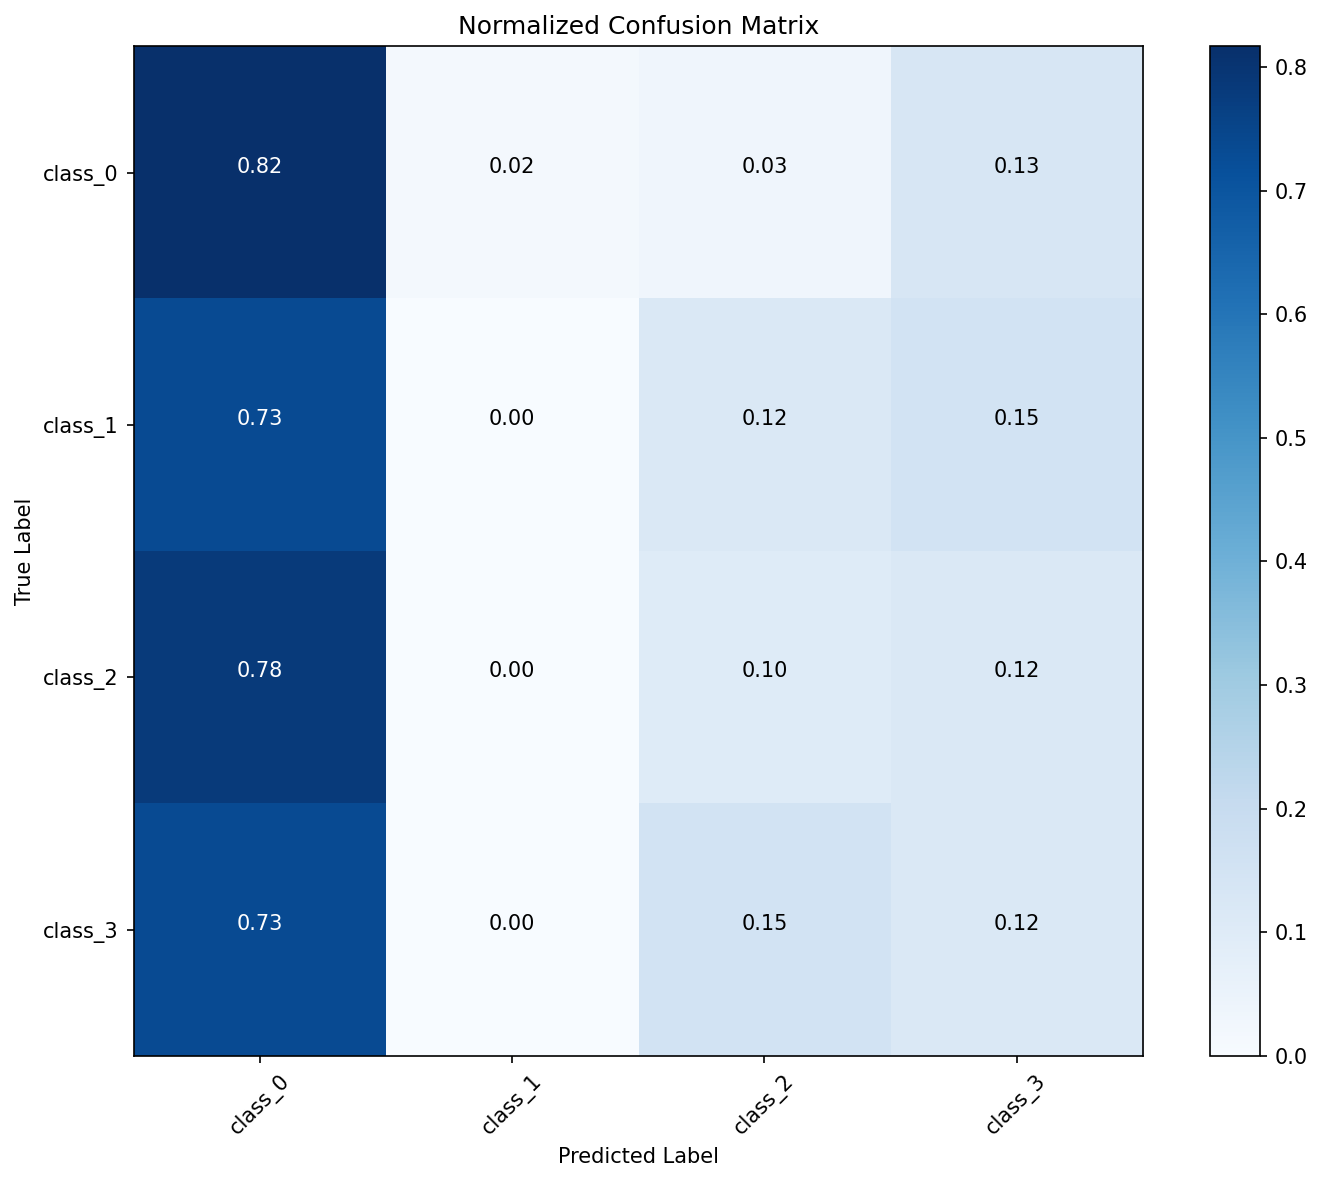 Normalized Confusion Matrix
class_0 0.82 0.02 0.03 0.13
class_1 0.73 0.00 0.12 0.15
class_2 0.78 0.00 0.10 0.12
class_3 0.73 0.00 0.15 0.12
True Label
class_0 class_1 class_2 class_3
Predicted Label
0.8
0.7
0.6
0.5
0.4
0.3
0.2
0.1
0.0